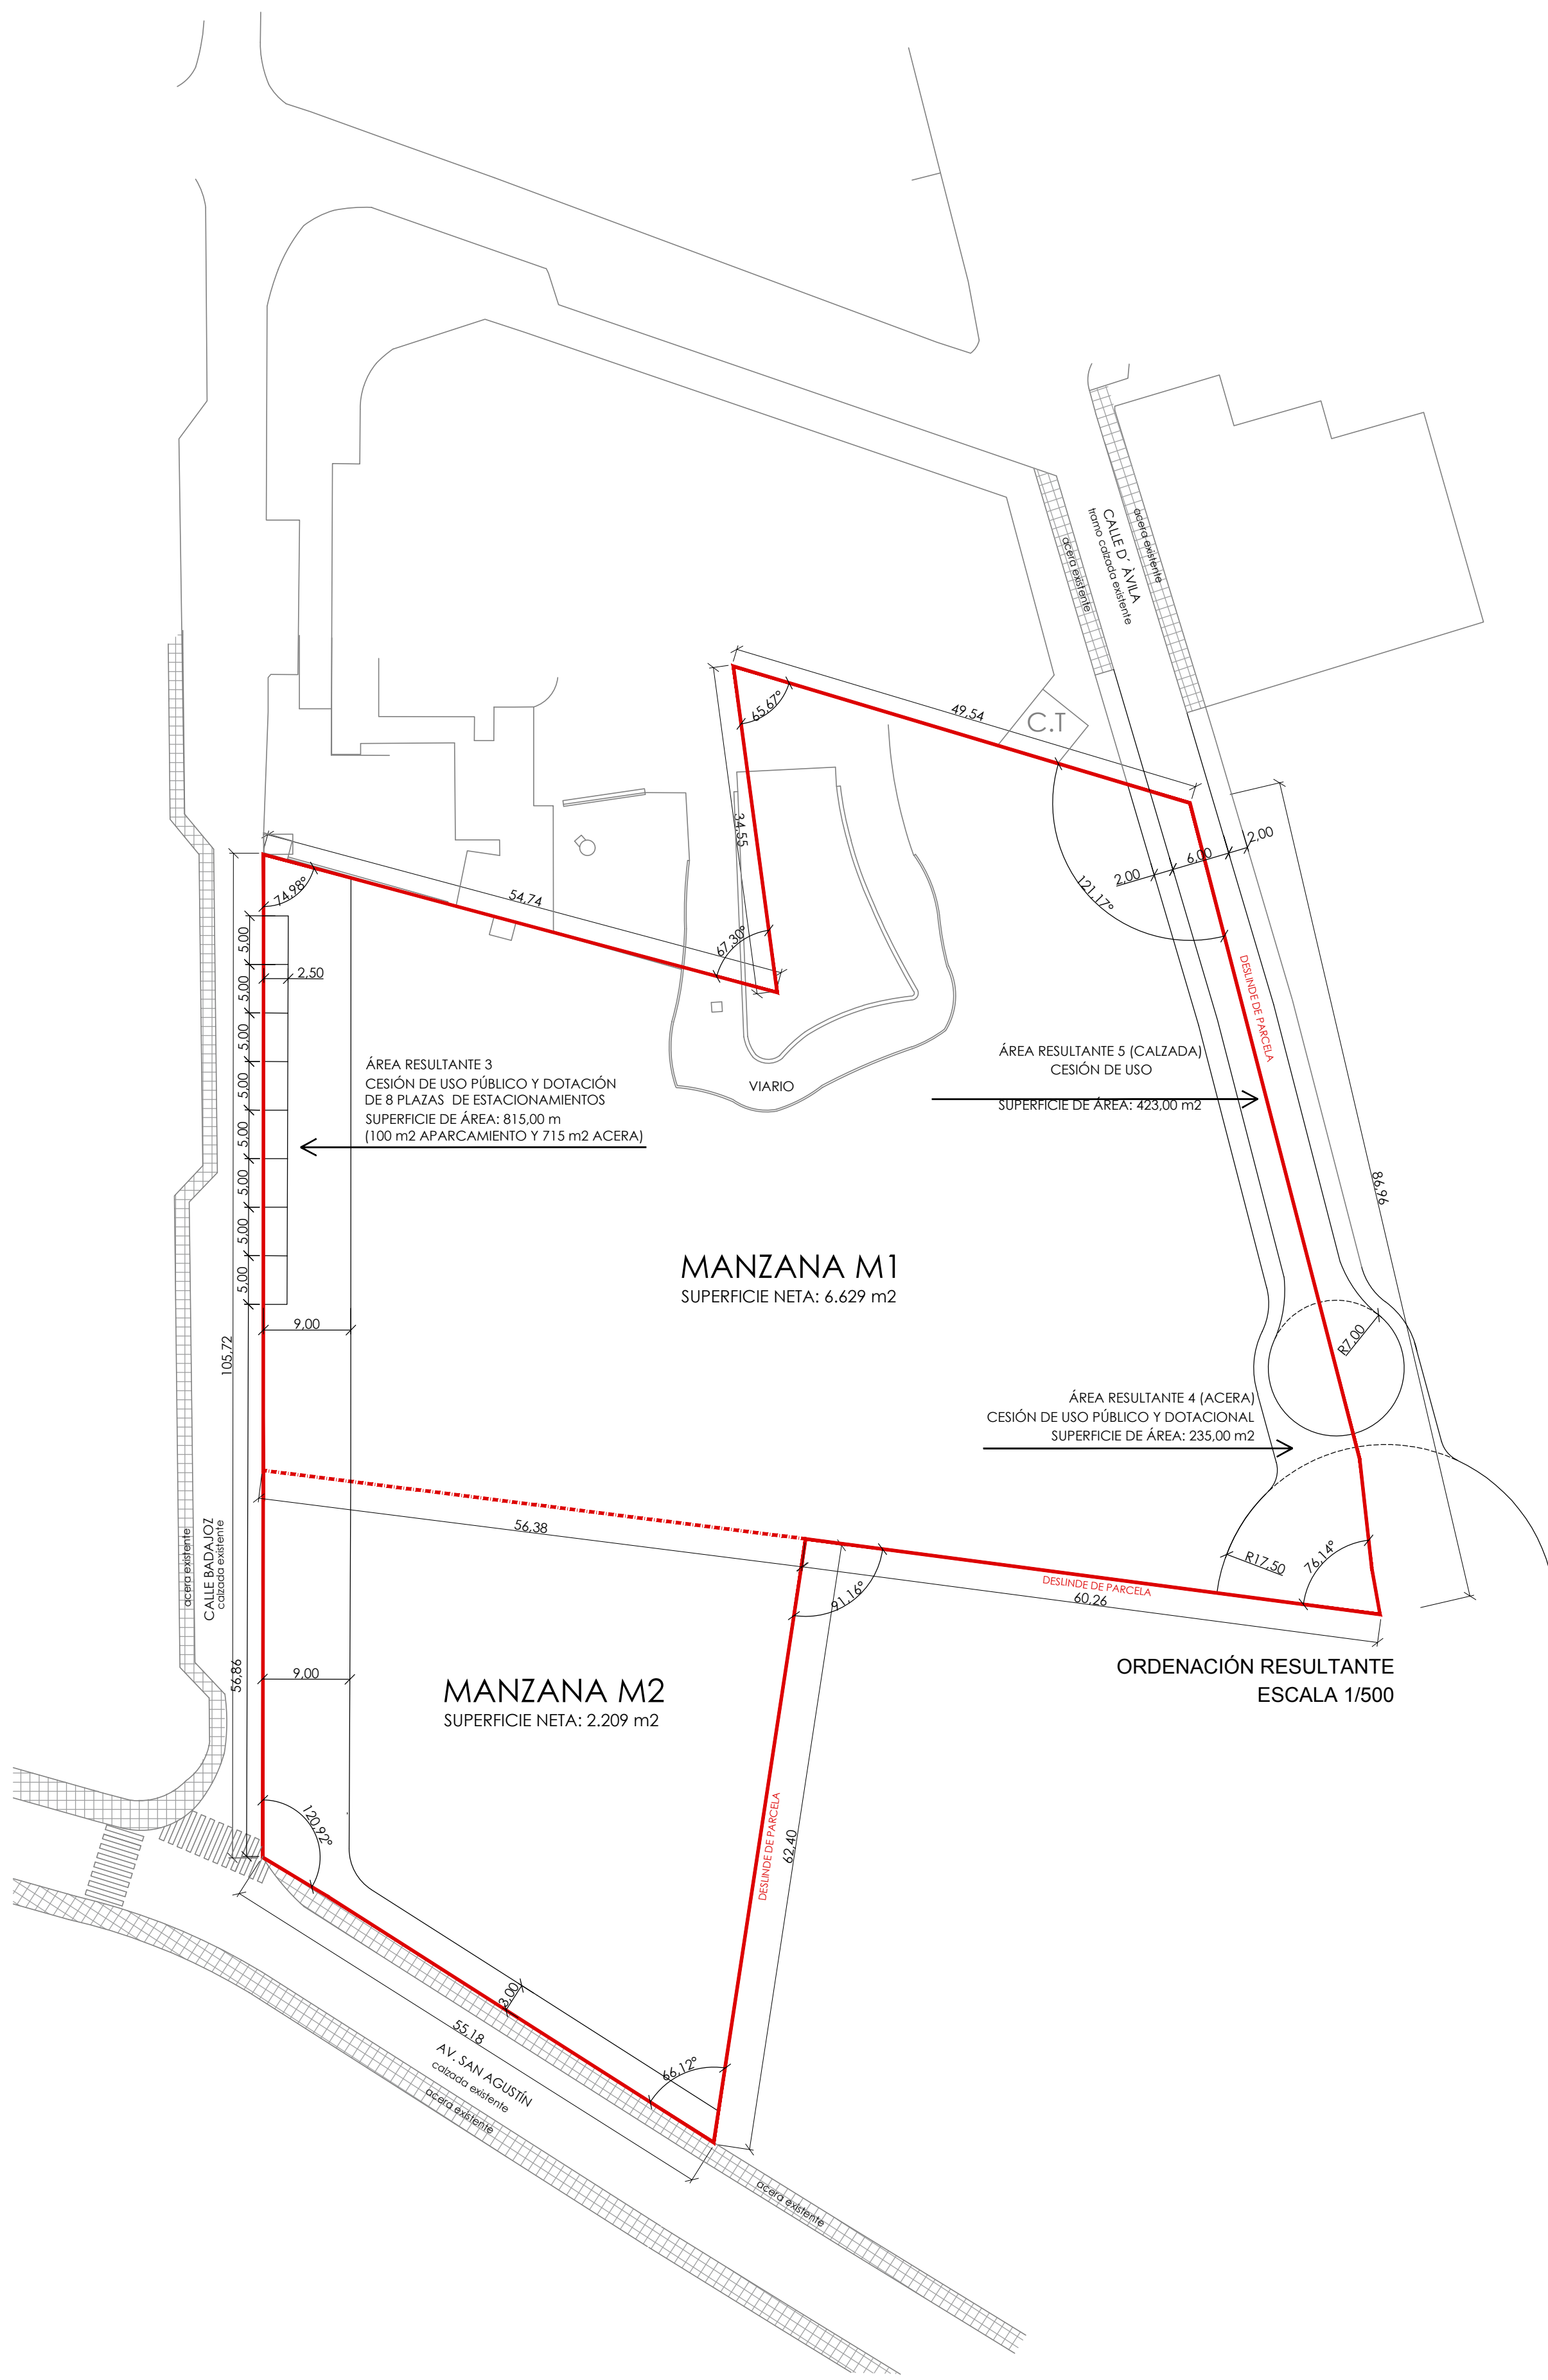 acera existente
CALLE D´ ÀVILA
tramo calzada existente
acera existente
49,54
C.T
65,67°
34,55
2,00
6,00
2,00
121,17°
74,98°
54,74
67,30°
5,00
5,00
5,00
5,00
5,00
5,00
5,00
5,00
2,50
DESLINDE DE PARCELA
ÁREA RESULTANTE 3
CESIÓN DE USO PÚBLICO Y DOTACIÓN
DE 8 PLAZAS DE ESTACIONAMIENTOS
SUPERFICIE DE ÁREA: 815,00 m
(100 m2 APARCAMIENTO Y 715 m2 ACERA)
VIARIO
ÁREA RESULTANTE 5 (CALZADA)
CESIÓN DE USO
SUPERFICIE DE ÁREA: 423,00 m2
86,96
MANZANA M1
SUPERFICIE NETA: 6.629 m2
9,00
105,72
R7,00
ÁREA RESULTANTE 4 (ACERA)
CESIÓN DE USO PÚBLICO Y DOTACIONAL
SUPERFICIE DE ÁREA: 235,00 m2
56,38
acera existente
CALLE BADAJOZ
calzada existente
R17,50
76,14°
91,16°
DESLINDE DE PARCELA
60,26
ORDENACIÓN RESULTANTE
ESCALA 1/500
56,86
9,00
MANZANA M2
SUPERFICIE NETA: 2.209 m2
120,92°
DESLINDE DE PARCELA
62,40
3,00
55,18
66,12°
AV. SAN AGUSTÍN
calzada existente
acera existente
acera existente